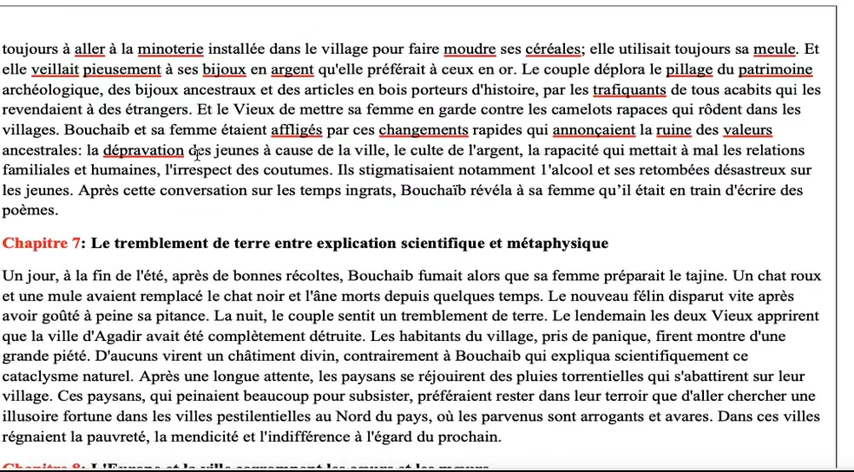 toujours à aller à la minoterie installée dans le village pour faire moudre ses céréales; elle utilisait toujours sa meule. Et
elle veillait pieusement à ses bijoux en argent qu'elle préférait à ceux en or. Le couple déplora le pillage du patrimoine
archéologique, des bijoux ancestraux et des articles en bois porteurs d'histoire, par les trafiquants de tous acabits qui les
revendaient à des étrangers. Et le Vieux de mettre sa femme en garde contre les camelots rapaces qui rôdent dans les
villages. Bouchaib et sa femme étaient affligés par ces changements rapides qui annonçaient la ruine des valeurs
ancestrales: la dépravation des jeunes à cause de la ville, le culte de l'argent, la rapacité qui mettait à mal les relations
familiales et humaines, l'irrespect des coutumes. Ils stigmatisaient notamment 1'alcool et ses retombées désastreux sur
les jeunes. Après cette conversation sur les temps ingrats, Bouchaïb révéla à sa femme qu’il était en train d'écrire des
poèmes.
Chapitre 7: Le tremblement de terre entre explication scientifique et métaphysique
Un jour, à la fin de l'été, après de bonnes récoltes, Bouchaib fumait alors que sa femme préparait le tajine. Un chat roux
et une mule avaient remplacé le chat noir et l'âne morts depuis quelques temps. Le nouveau félin disparut vite après
avoir goûté à peine sa pitance. La nuit, le couple sentit un tremblement de terre. Le lendemain les deux Vieux apprirent
que la ville d'Agadir avait été complètement détruite. Les habitants du village, pris de panique, firent montre d'une
grande piété. D'aucuns virent un châtiment divin, contrairement à Bouchaib qui expliqua scientifiquement ce
cataclysme naturel. Après une longue attente, les paysans se réjouirent des pluies torrentielles qui s'abattirent sur leur
village. Ces paysans, qui peinaient beaucoup pour subsister, préféraient rester dans leur terroir que d'aller chercher une
illusoire fortune dans les villes pestilentielles au Nord du pays, où les parvenus sont arrogants et avares. Dans ces villes
régnaient la pauvreté, la mendicité et l'indifférence à l'égard du prochain.
Chapitre 8: L'Europe et la ville corrompent les cœurs et les mœurs